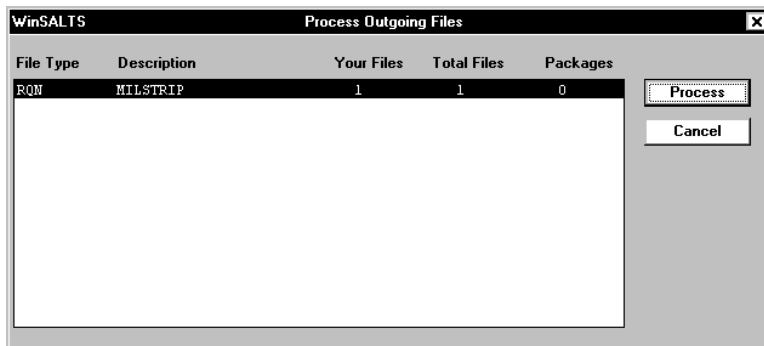 WinSALTS Process Outgoing Files
File Type Description Your Files Total Files Packages
RQN MILSTRIP 1 1 0
Process
Cancel